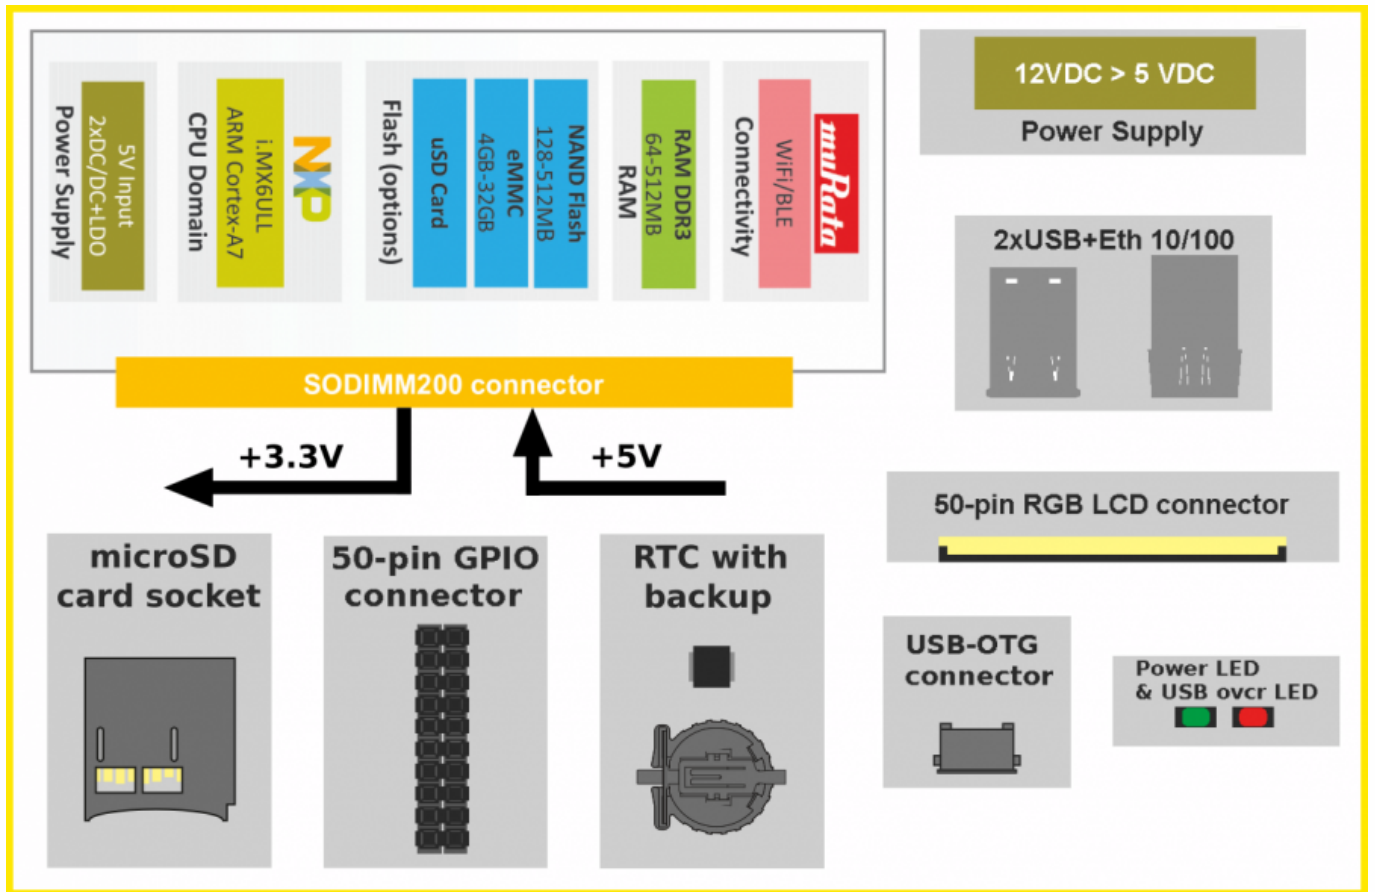 5V Input
2xDC/DC+LDO
Power Supply
NXP
i.MX6ULL
ARM Cortex-A7
CPU Domain
NAND Flash
128-512MB
eMMC
4GB-32GB
uSD Card
Flash (options)
RAM DDR3
64-512MB
RAM
muRata
WiFi/BLE
Connectivity
SODIMM200 connector
+3.3V
+5V
12VDC > 5 VDC
Power Supply
2xUSB+Eth 10/100
50-pin RGB LCD connector
microSD
card socket
50-pin GPIO
connector
RTC with
backup
USB-OTG
connector
Power LED
& USB ovcr LED